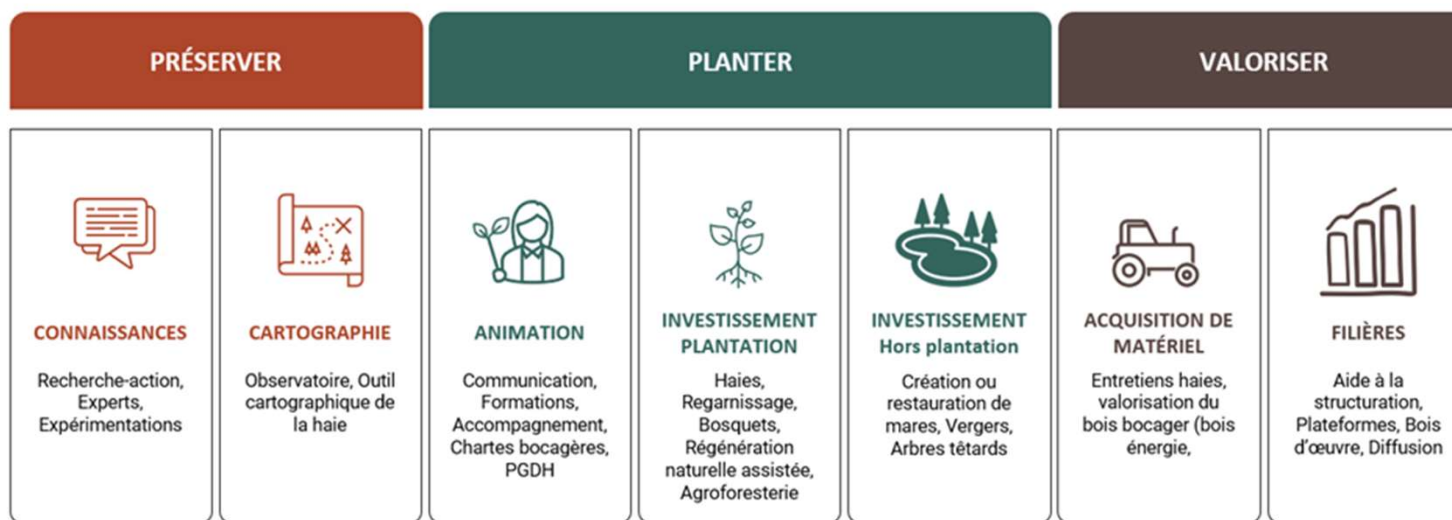 PRÉSERVER
PLANTER
VALORISER
CONNAISSANCES
Recherche-action,
Experts,
Expérimentations
CARTOGRAPHIE
Observatoire, Outil
cartographique de
la haie
ANIMATION
Communication,
Formations,
Accompagnement,
Chartes bocagères,
PGDH
INVESTISSEMENT
PLANTATION
Haies,
Regarnissage,
Bosquets,
Régénération
naturelle assistée,
Agroforesterie
INVESTISSEMENT
Hors plantation
Création ou
restauration de
mares, Vergers,
Arbres têtards
ACQUISITION DE
MATÉRIEL
Entretiens haies,
valorisation du
bois bocager (bois
énergie,
FILIÈRES
Aide à la
structuration,
Plateformes, Bois
d'œuvre, Diffusion